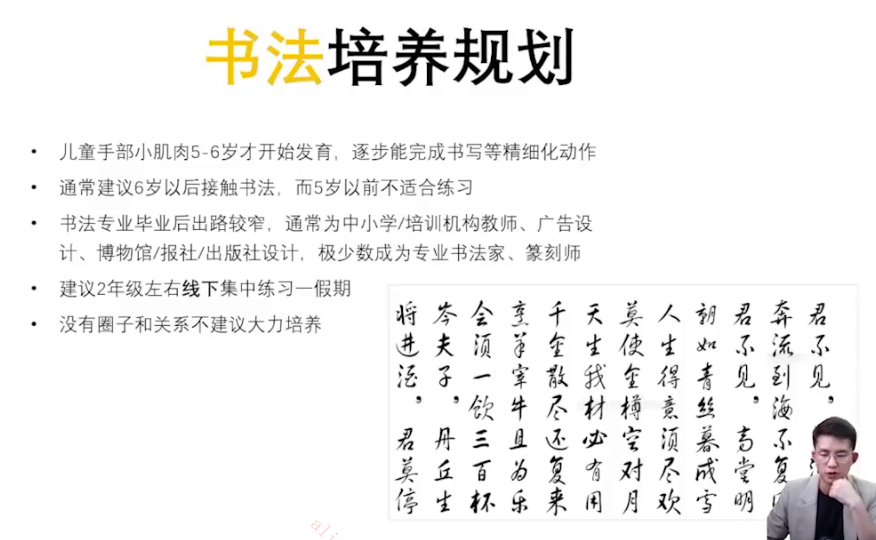 书法培养规划
• 儿童手部小肌肉5-6岁才开始发育，逐步能完成书写等精细化动作
• 通常建议6岁以后接触书法，而5岁以前不适合练习
• 书法专业毕业后出路较窄，通常为中小学/培训机构教师、广告设
计、博物馆/报社/出版社设计，极少数成为专业书法家、篆刻师
• 建议2年级左右线下集中练习一假期
• 没有圈子和关系不建议大力培养
君不见，
奔流到海不复
君不见，高堂明
朝如青丝暮成雪
人生得意须尽欢
莫使金樽空对月
天生我材必有用
千金散尽还复来
烹羊宰牛且为乐
会须一饮三百杯
岑夫子，丹丘生
将进酒，君莫停
ali